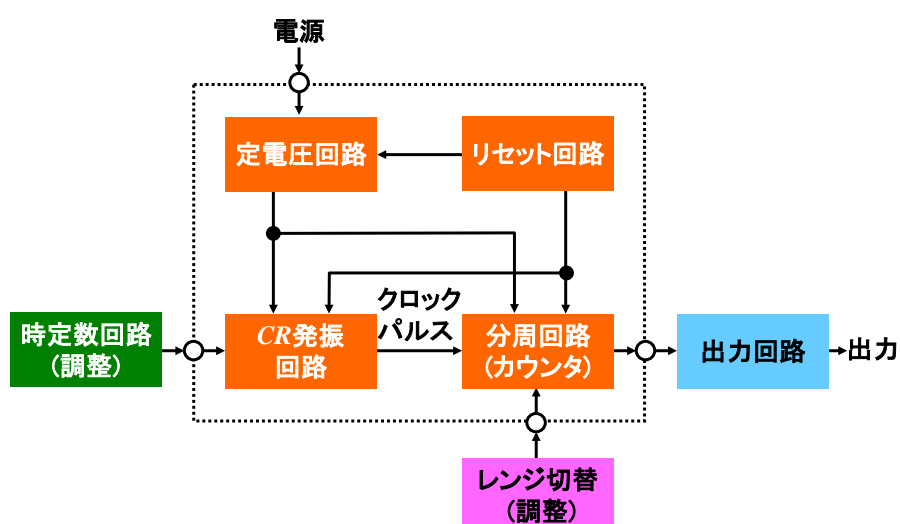 電源
定電圧回路
リセット回路
クロック
パルス
時定数回路
(調整)
CR発振
回路
分周回路
(カウンタ)
出力回路
出力
レンジ切替
(調整)